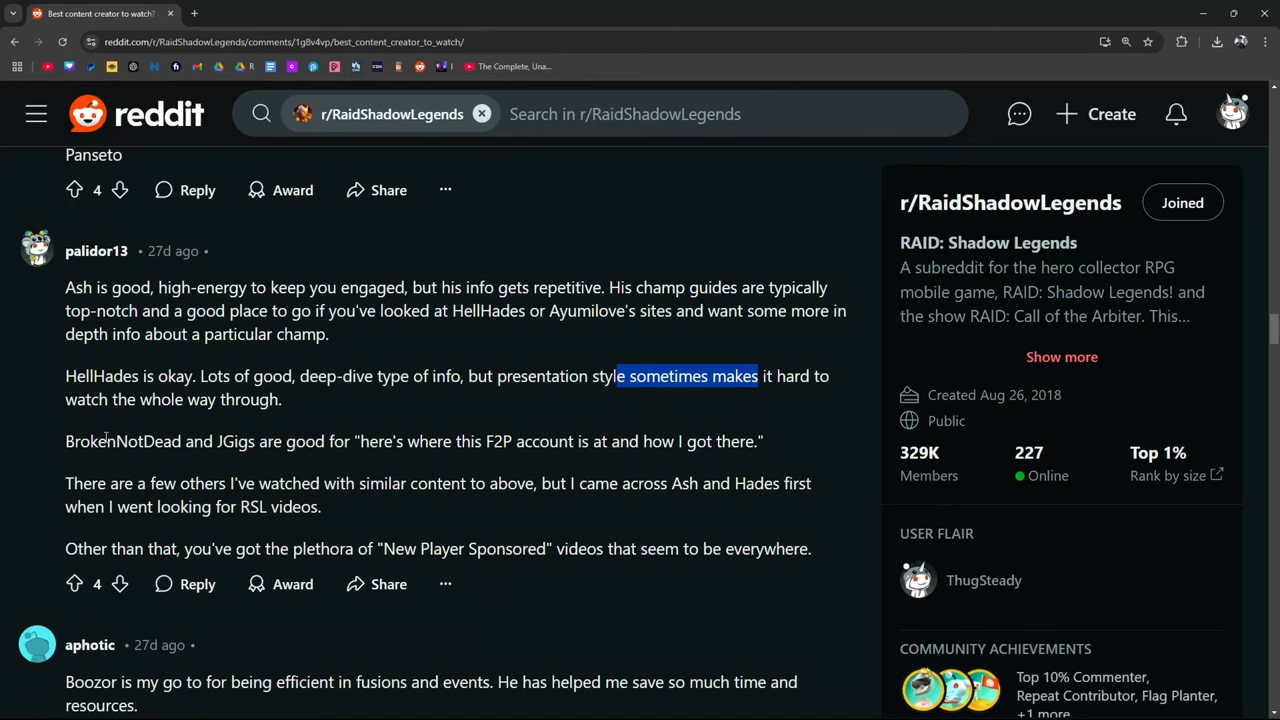 Best content creator to watch?
reddit.com/r/RaidShadowLegends/comments/1g8v4vp/best_content_creator_to_watch/
The Complete, Una...
reddit
r/RaidShadowLegends
Search in r/RaidShadowLegends
Create
Panseto
4
Reply
Award
Share
palidor13 • 27d ago •
Ash is good, high-energy to keep you engaged, but his info gets repetitive. His champ guides are typically
top-notch and a good place to go if you've looked at HellHades or Ayumilove's sites and want some more in
depth info about a particular champ.
HellHades is okay. Lots of good, deep-dive type of info, but presentation style sometimes makes it hard to
watch the whole way through.
BrokenNotDead and JGigs are good for "here's where this F2P account is at and how I got there."
There are a few others I've watched with similar content to above, but I came across Ash and Hades first
when I went looking for RSL videos.
Other than that, you've got the plethora of "New Player Sponsored" videos that seem to be everywhere.
4
Reply
Award
Share
aphotic • 27d ago •
Boozor is my go to for being efficient in fusions and events. He has helped me save so much time and
resources.
r/RaidShadowLegends
Joined
RAID: Shadow Legends
A subreddit for the hero collector RPG
mobile game, RAID: Shadow Legends! and
the show RAID: Call of the Arbiter. This...
Show more
Created Aug 26, 2018
Public
329K
227
Top 1%
Members
Online
Rank by size
USER FLAIR
ThugSteady
COMMUNITY ACHIEVEMENTS
Top 10% Commenter,
Repeat Contributor, Flag Planter,
+1 more